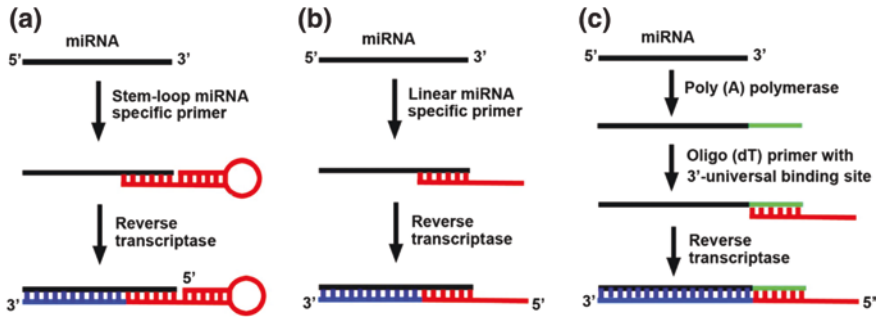 (a)
miRNA
5’ 3’
Stem-loop miRNA
specific primer
Reverse
transcriptase
5’
3’
(b)
miRNA
5’ 3’
Linear miRNA
specific primer
Reverse
transcriptase
3’ 5’
(c)
miRNA
5’ 3’
Poly (A) polymerase
Oligo (dT) primer with
3’-universal binding site
Reverse
transcriptase
3’ 5’